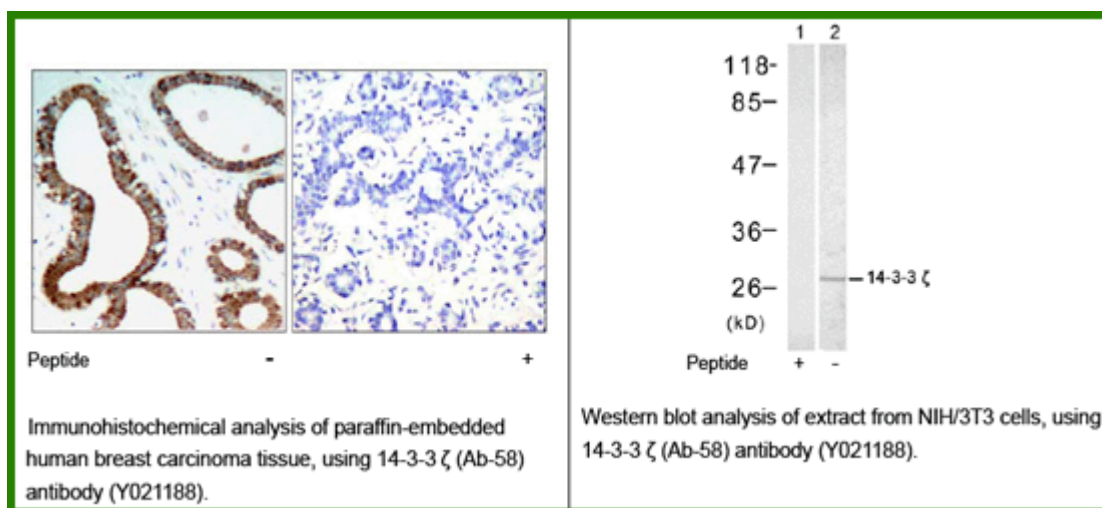 Peptide - +
Immunohistochemical analysis of paraffin-embedded
human breast carcinoma tissue, using 14-3-3 ζ (Ab-58)
antibody (Y021188).
1 2
118-
85-
47-
36-
26-
14-3-3 ζ
(kD)
Peptide + -
Western blot analysis of extract from NIH/3T3 cells, using
14-3-3 ζ (Ab-58) antibody (Y021188).